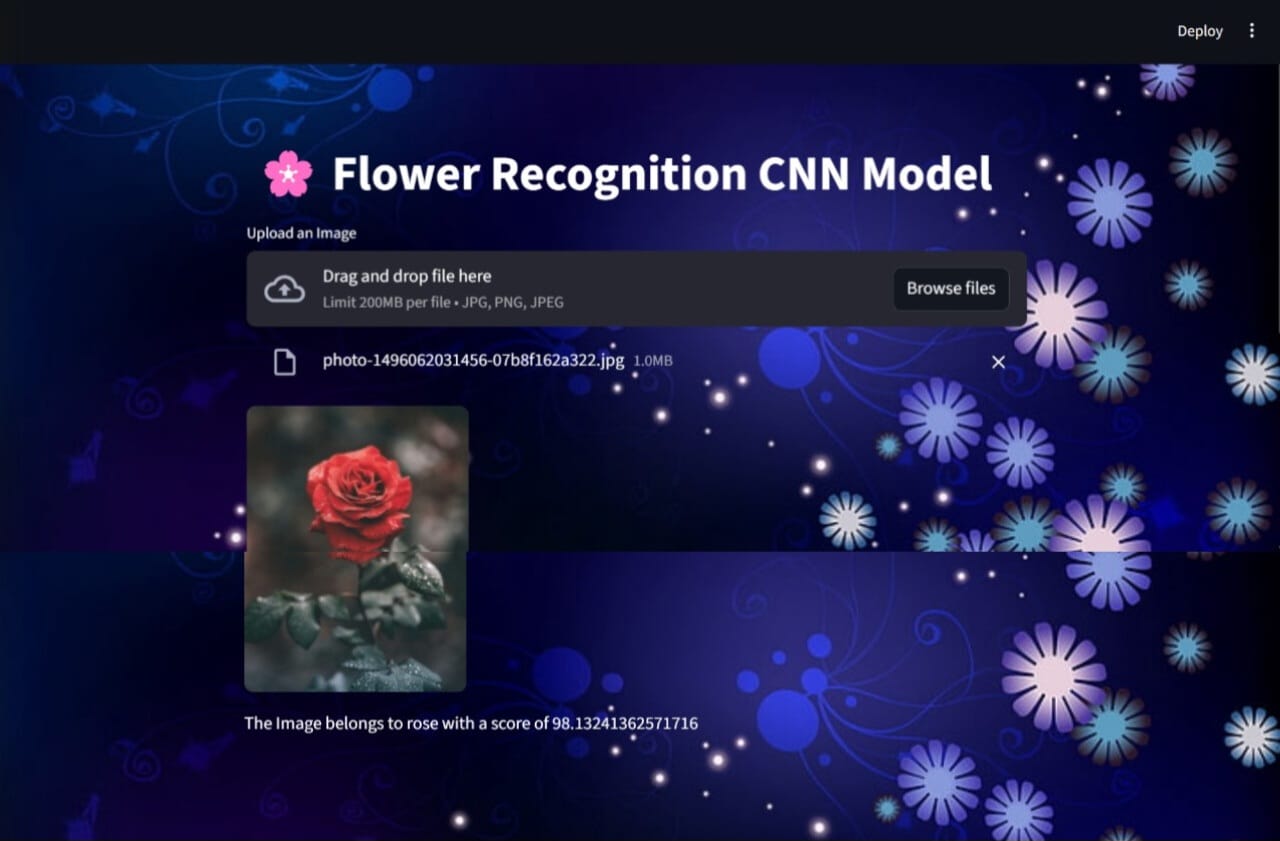 Deploy
Flower Recognition CNN Model
Upload an Image
Drag and drop file here
Limit 200MB per file • JPG, PNG, JPEG
Browse files
photo-1496062031456-07b8f162a322.jpg 1.0MB
The Image belongs to rose with a score of 98.13241362571716